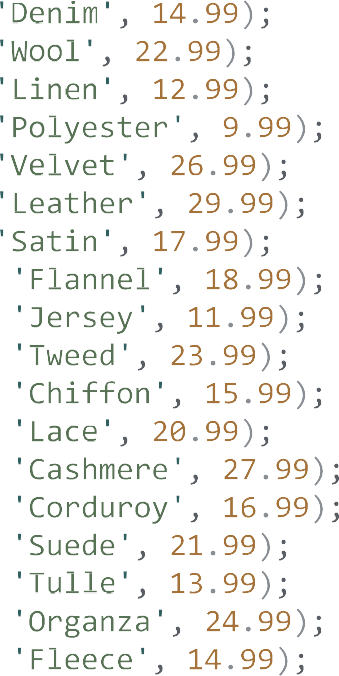 'Denim', 14.99);
'Wool', 22.99);
'Linen', 12.99);
'Polyester', 9.99);
'Velvet', 26.99);
'Leather', 29.99);
'Satin', 17.99);
'Flannel', 18.99);
'Jersey', 11.99);
'Tweed', 23.99);
'Chiffon', 15.99);
'Lace', 20.99);
'Cashmere', 27.99);
'Corduroy', 16.99);
'Suede', 21.99);
'Tulle', 13.99);
'Organza', 24.99);
'Fleece', 14.99);